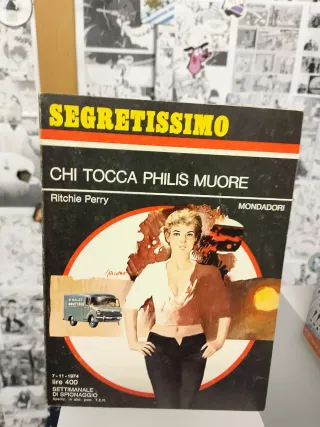 SEGRETISSIMO
CHI TOCCA PHILIS MUORE
Ritchie Perry
MONDADORI
7-11-1974
lire 400
SETTIMANALE
DI SPIONAGGIO